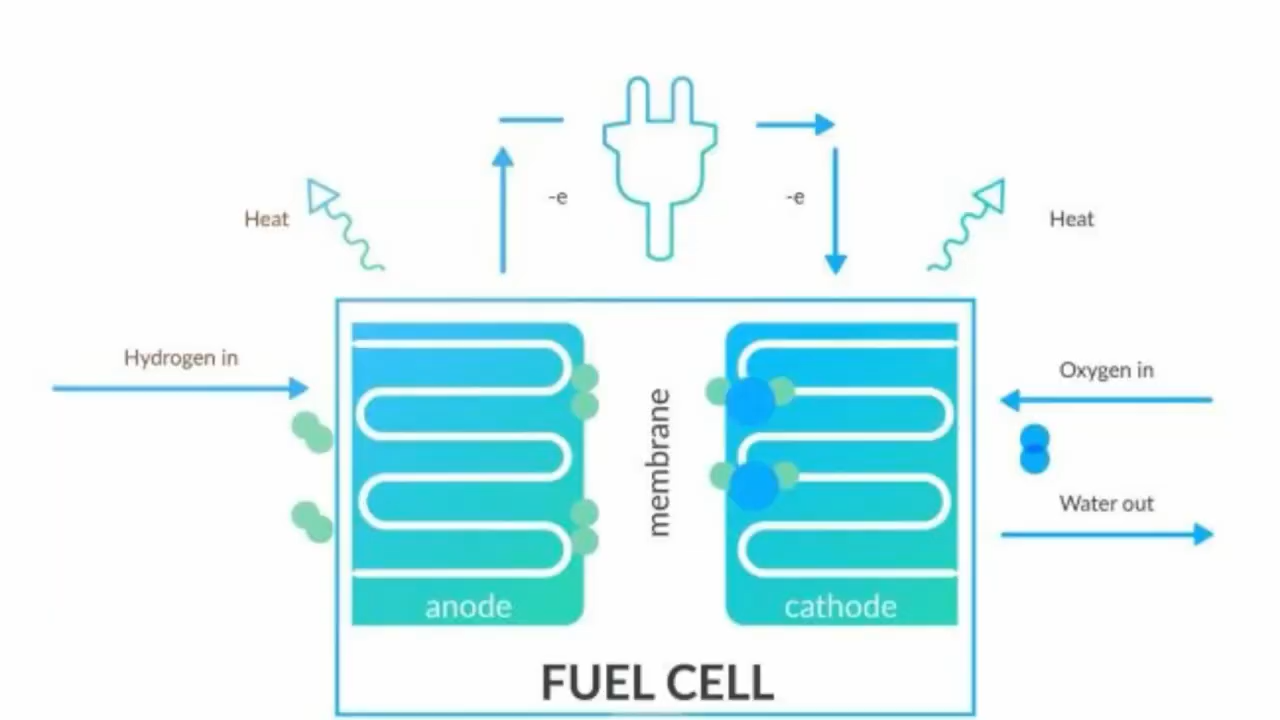 -e
-e
Heat
Heat
Hydrogen in
Oxygen in
membrane
Water out
anode
cathode
FUEL CELL